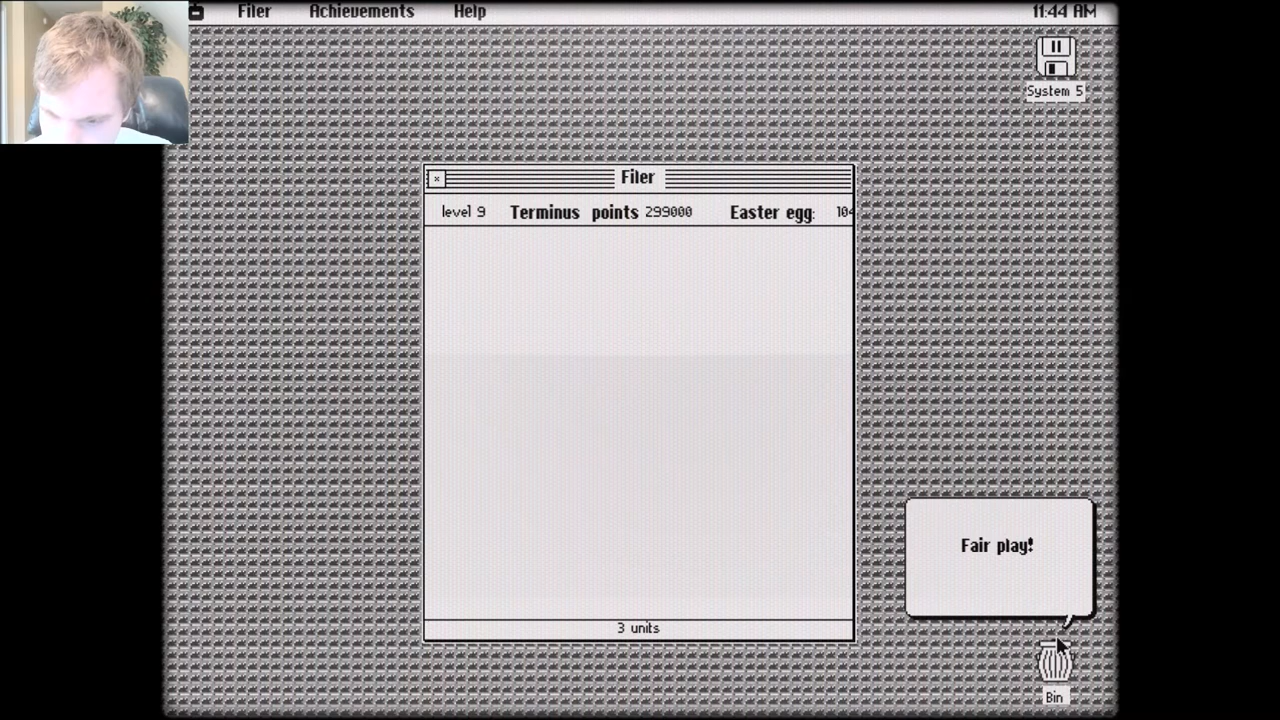 Filer Achievements Help 11:44 AM
System 5
Filer
level 9 Terminus points 299000 Easter egg: 104
3 units
Fair play!
Bin